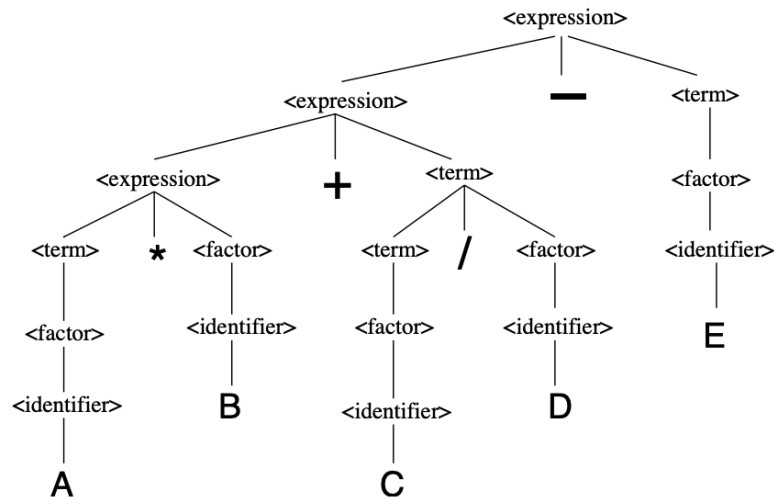 <expression>
<expression> — <term>
<expression> + <term> <factor>
<term> * <factor> <term> / <factor> <identifier>
<factor> <identifier> <factor> <identifier> E
<identifier> B <identifier> D
A C